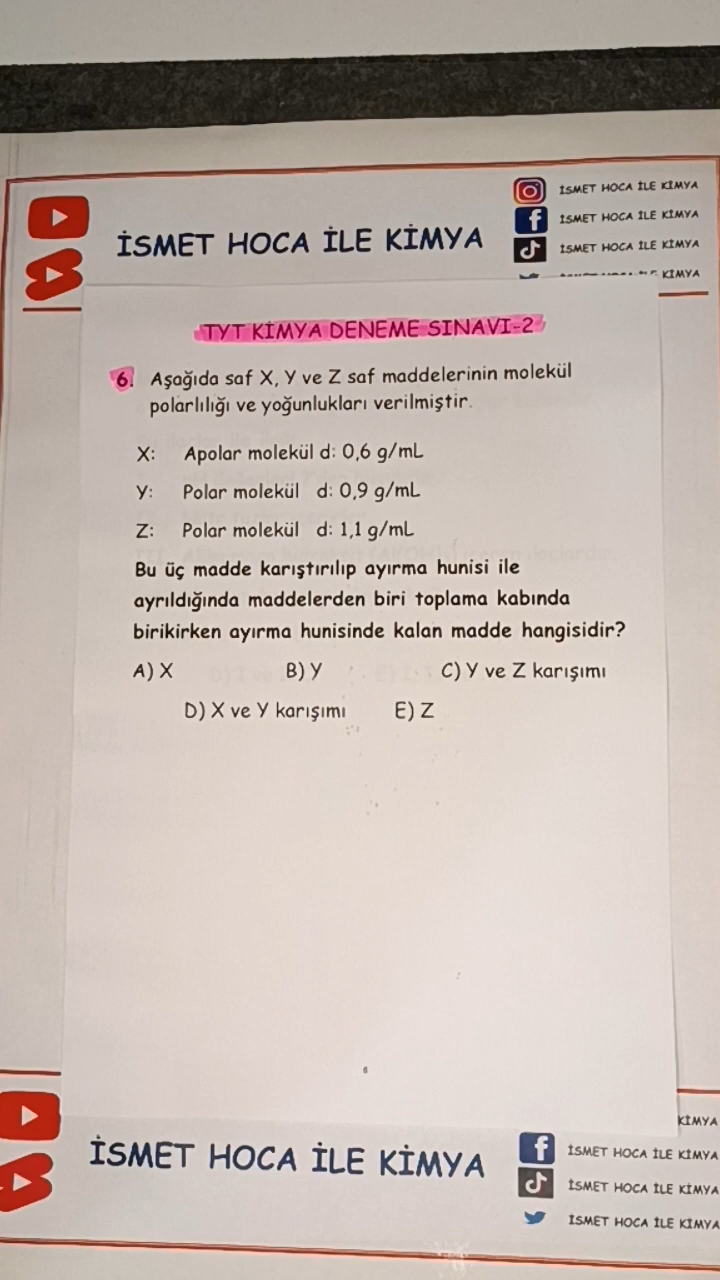 İSMET HOCA İLE KİMYA
İSMET HOCA İLE KİMYA
İSMET HOCA İLE KİMYA
İSMET HOCA İLE KİMYA
KİMYA
TYT KİMYA DENEME SINAVI-2
6. Aşağıda saf X, Y ve Z saf maddelerinin molekül
polarlılığı ve yoğunlukları verilmiştir.
X: Apolar molekül d: 0,6 g/mL
Y: Polar molekül d: 0,9 g/mL
Z: Polar molekül d: 1,1 g/mL
Bu üç madde karıştırılıp ayırma hunisi ile
ayrıldığında maddelerden biri toplama kabında
birikirken ayırma hunisinde kalan madde hangisidir?
A) X B) Y C) Y ve Z karışımı
D) X ve Y karışımı E) Z
KİMYA
İSMET HOCA İLE KİMYA
İSMET HOCA İLE KİMYA
İSMET HOCA İLE KİMYA
İSMET HOCA İLE KİMYA